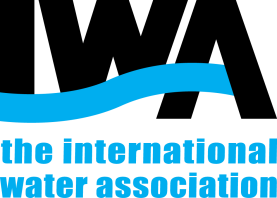 IWA
the international
water association